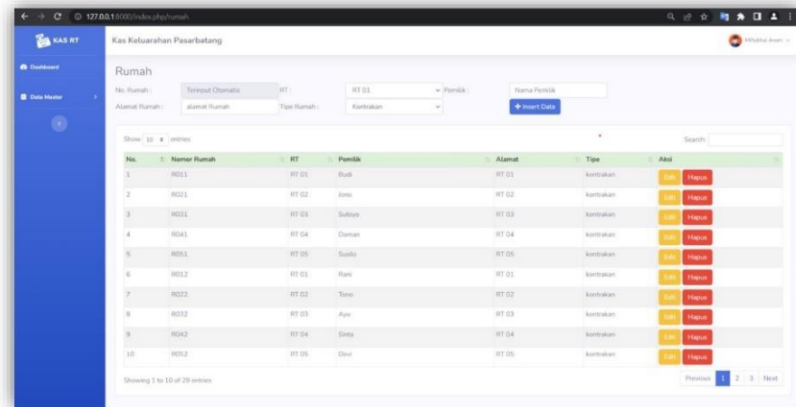 127.0.0.1:8000/index.php/rumah
KAS RT
Kas Keluarahan Pasarbatang
Miftahul Anam
Dashboard
Data Master
Rumah
No. Rumah : Terinput Otomatis RT : RT 01 Pemilik : Nama Pemilik
Alamat Rumah : alamat Rumah Tipe Rumah : Kontrakan + Insert Data
Show 10 entries Search:
No. Nomor Rumah RT Pemilik Alamat Tipe Aksi
1 R011 RT 01 Budi RT 01 kontrakan Edit Hapus
2 R021 RT 02 RT 02 kontrakan Edit Hapus
3 R031 RT 03 RT 03 kontrakan Edit Hapus
4 R041 RT 04 Daman RT 04 kontrakan Edit Hapus
5 R051 RT 05 Susilo RT 05 kontrakan Edit Hapus
6 R012 RT 01 Rani RT 01 kontrakan Edit Hapus
7 R022 RT 02 Tono RT 02 kontrakan Edit Hapus
8 R032 RT 03 Ayu RT 03 kontrakan Edit Hapus
9 R042 RT 04 Sinta RT 04 kontrakan Edit Hapus
10 R052 RT 05 Devi RT 05 kontrakan Edit Hapus
Showing 1 to 10 of 29 entries Previous 1 2 3 Next